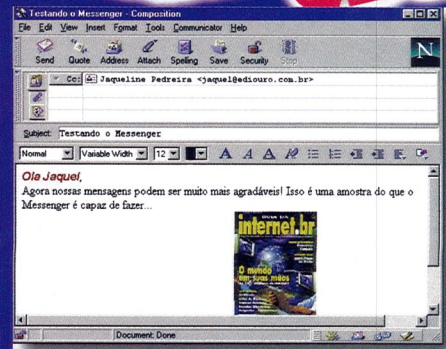 Testando o Messenger - Composition
File Edit View Insert Format Tools Communicator Help
Send Quote Address Attach Spelling Save Security Stop
N
Cc: Jaqueline Pedreira <jaquel@ediouro.com.br>
Subject: Testando o Messenger
Normal Variable Width 12 A A A
Ola Jaquel,
Agora nossas mensagens podem ser muito mais agradáveis! Isso é uma amostra do que o
Messenger é capaz de fazer...
internet.br
O mundo
em suas mãos
Document: Done